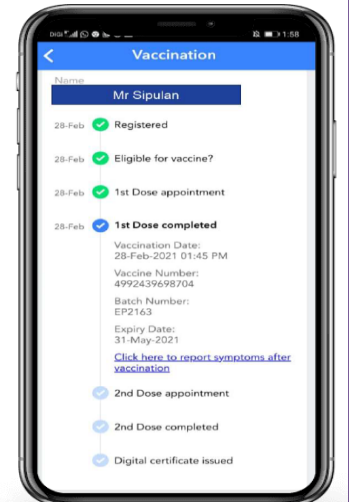 DIGI 1:58
Vaccination
Name
Mr Sipulan
28-Feb Registered
28-Feb Eligible for vaccine?
28-Feb 1st Dose appointment
28-Feb 1st Dose completed
Vaccination Date:
28-Feb-2021 01:45 PM
Vaccine Number:
4992439698704
Batch Number:
EP2163
Expiry Date:
31-May-2021
Click here to report symptoms after
vaccination
2nd Dose appointment
2nd Dose completed
Digital certificate issued